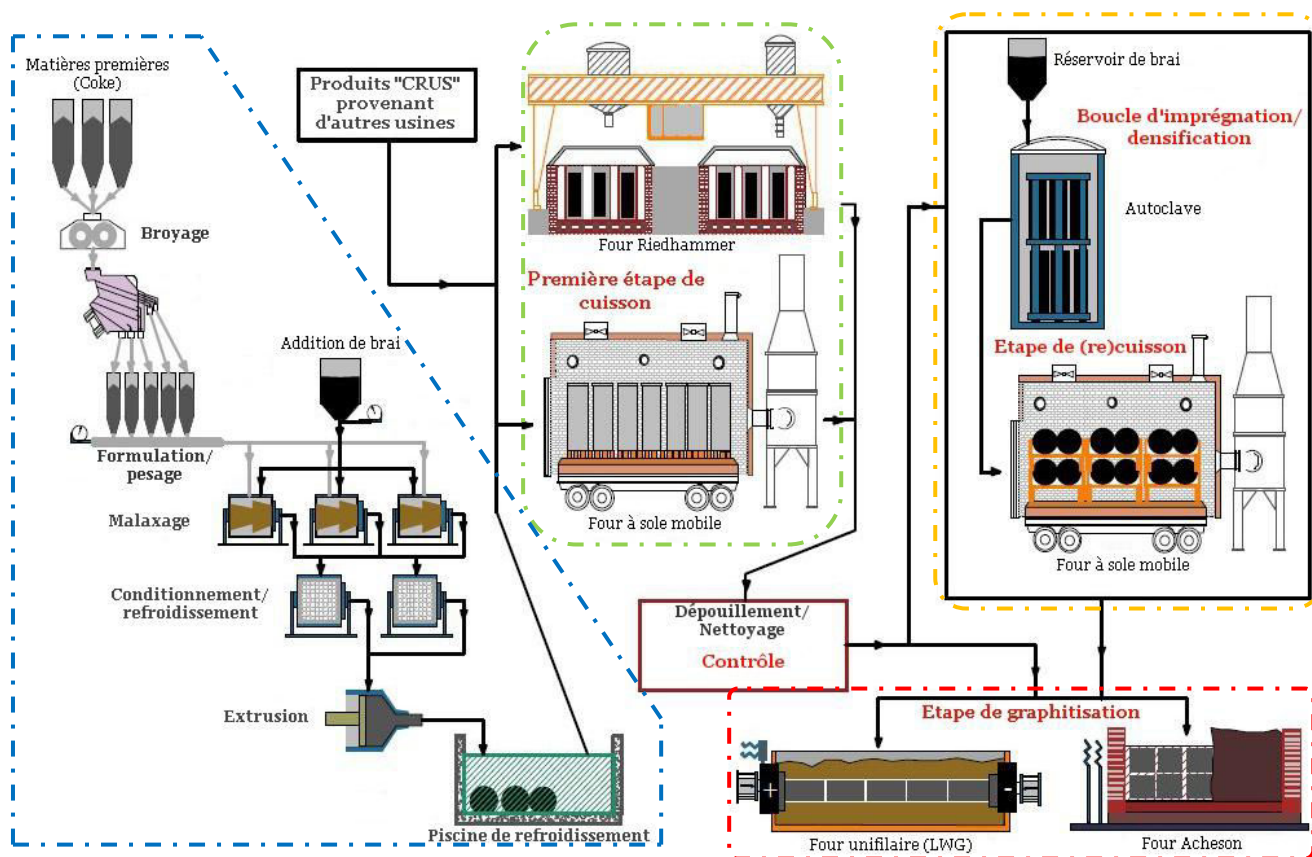 Matières premières
(Coke)
Broyage
Formulation/
pesage
Addition de brai
Malaxage
Conditionnement/
refroidissement
Extrusion
Piscine de refroidissement
Produits "CRUS"
provenant
d'autres usines
Four Riedhammer
Première étape de
cuisson
Four à sole mobile
Dépouillement/
Nettoyage
Contrôle
Réservoir de brai
Boucle d'imprégnation/
densification
Autoclave
Etape de (re)cuisson
Four à sole mobile
Etape de graphitisation
+
-
Four unifilaire (LWG)
Four Acheson